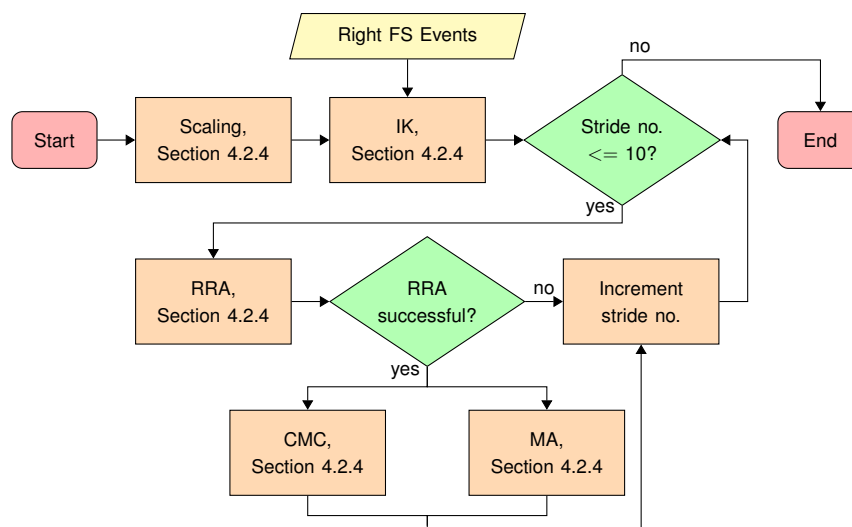 Right FS Events
no
Start
Scaling,
Section 4.2.4
IK,
Section 4.2.4
Stride no.
<= 10?
End
yes
RRA,
Section 4.2.4
RRA
successful?
no
Increment
stride no.
yes
CMC,
Section 4.2.4
MA,
Section 4.2.4